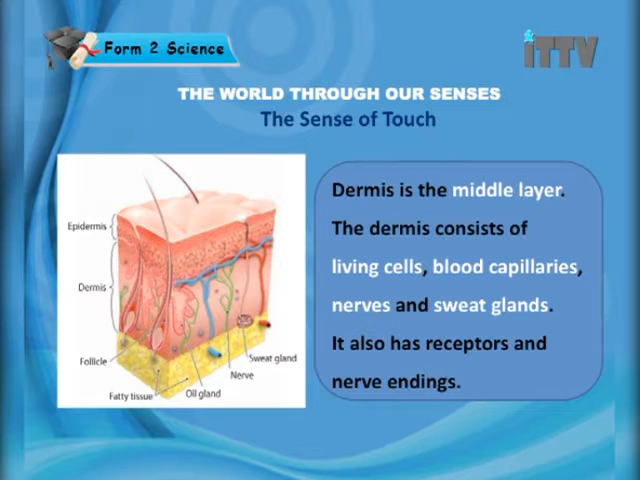 Form 2 Science
iTTV
THE WORLD THROUGH OUR SENSES
The Sense of Touch
Epidermis
Dermis
Follicle
Fatty tissue
Oil gland
Nerve
Sweat gland
Dermis is the middle layer.
The dermis consists of
living cells, blood capillaries,
nerves and sweat glands.
It also has receptors and
nerve endings.